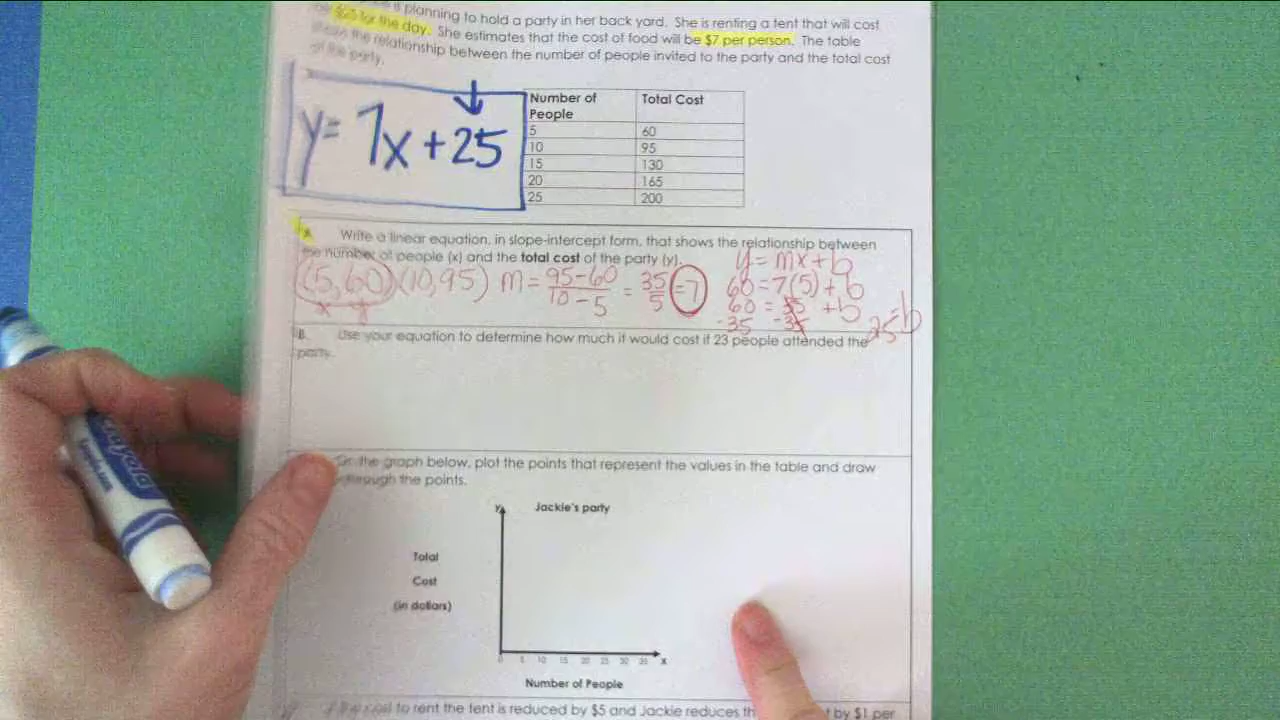 is planning to hold a party in her back yard. She is renting a tent that will cost
for the day. She estimates that the cost of food will be $7 per person. The table
the relationship between the number of people invited to the party and the total cost
of the party.
y = 7x + 25
Number of People Total Cost
5 60
10 95
15 130
20 165
25 200
Write a linear equation, in slope-intercept form, that shows the relationship between
the number of people (x) and the total cost of the party (y).
y = mx + b
(5,60) (10,95) m = 95-60 / 10-5 = 35/5 = 7
x y
60 = 7(5) + b
60 = 35 + b
-35 -35
25 = b
B. Use your equation to determine how much it would cost if 23 people attended the
party.
the graph below, plot the points that represent the values in the table and draw
through the points.
y Jackie's party
Total
Cost
(in dollars)
0 5 10 15 20 25 30 35 x
Number of People
to rent the tent is reduced by $5 and Jackie reduces by $1 per
Crayola